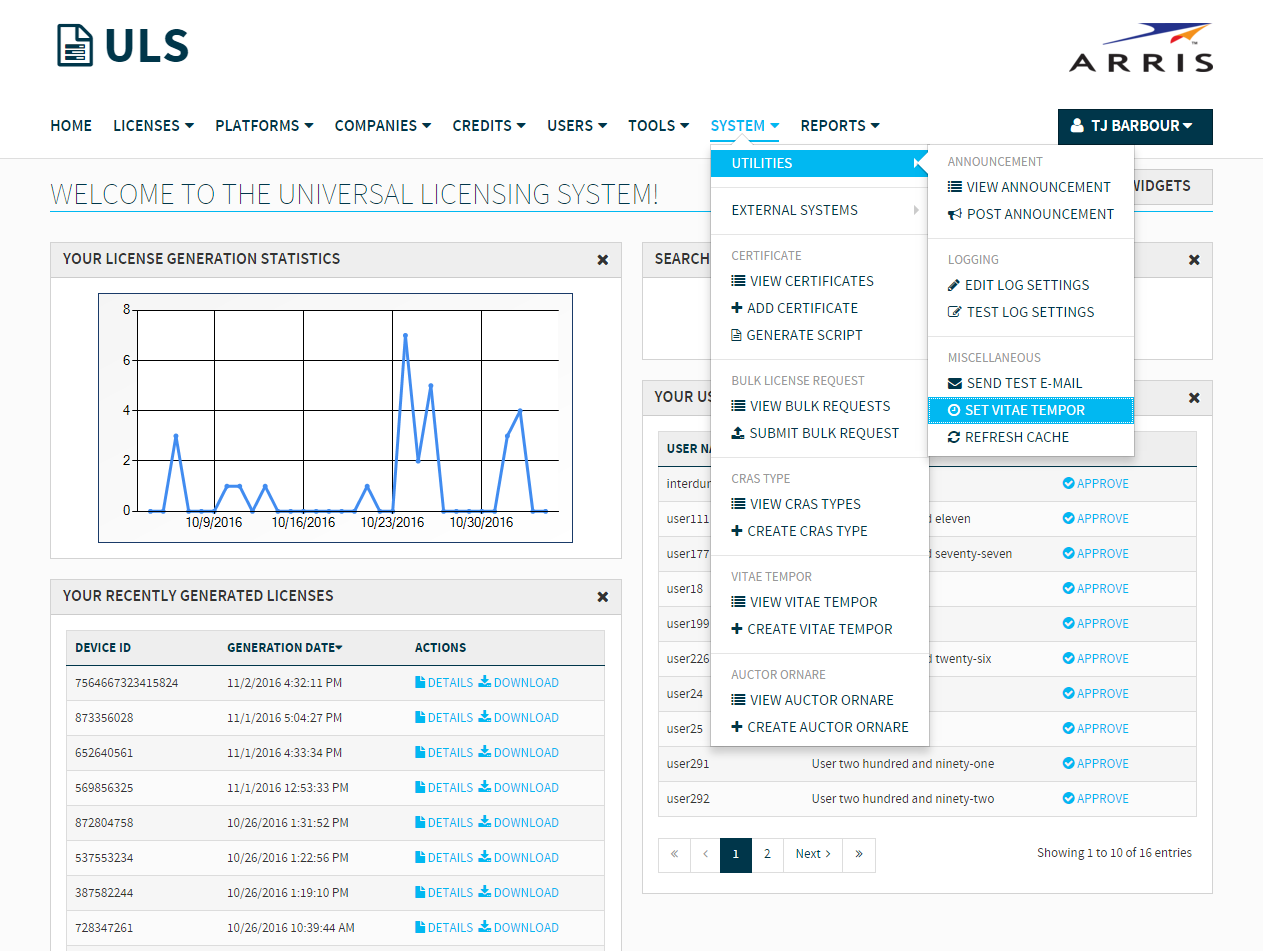 ULS
ARRIS
HOME LICENSES PLATFORMS COMPANIES CREDITS USERS TOOLS SYSTEM REPORTS TJ BARBOUR
WELCOME TO THE UNIVERSAL LICENSING SYSTEM!
WIDGETS
UTILITIES
EXTERNAL SYSTEMS
CERTIFICATE
VIEW CERTIFICATES
ADD CERTIFICATE
GENERATE SCRIPT
BULK LICENSE REQUEST
VIEW BULK REQUESTS
SUBMIT BULK REQUEST
CRAS TYPE
VIEW CRAS TYPES
CREATE CRAS TYPE
VITAE TEMPOR
VIEW VITAE TEMPOR
CREATE VITAE TEMPOR
AUCTOR ORNARE
VIEW AUCTOR ORNARE
CREATE AUCTOR ORNARE
ANNOUNCEMENT
VIEW ANNOUNCEMENT
POST ANNOUNCEMENT
LOGGING
EDIT LOG SETTINGS
TEST LOG SETTINGS
MISCELLANEOUS
SEND TEST E-MAIL
SET VITAE TEMPOR
REFRESH CACHE
YOUR LICENSE GENERATION STATISTICS
8
6
4
2
0
10/9/2016 10/16/2016 10/23/2016 10/30/2016
YOUR RECENTLY GENERATED LICENSES
DEVICE ID GENERATION DATE ACTIONS
7564667323415824 11/2/2016 4:32:11 PM DETAILS DOWNLOAD
873356028 11/1/2016 5:04:27 PM DETAILS DOWNLOAD
652640561 11/1/2016 4:33:34 PM DETAILS DOWNLOAD
569856325 11/1/2016 12:53:33 PM DETAILS DOWNLOAD
872804758 10/26/2016 1:31:52 PM DETAILS DOWNLOAD
537553234 10/26/2016 1:22:56 PM DETAILS DOWNLOAD
387582244 10/26/2016 1:19:10 PM DETAILS DOWNLOAD
728347261 10/26/2016 10:39:44 AM DETAILS DOWNLOAD
SEARCH
YOUR
USER
APPROVE
user111 eleven APPROVE
user177 seventy-seven APPROVE
user18 APPROVE
user199 APPROVE
user226 twenty-six APPROVE
user24 APPROVE
user25 APPROVE
user291 User two hundred and ninety-one APPROVE
user292 User two hundred and ninety-two APPROVE
« ‹ 1 2 Next › »
Showing 1 to 10 of 16 entries